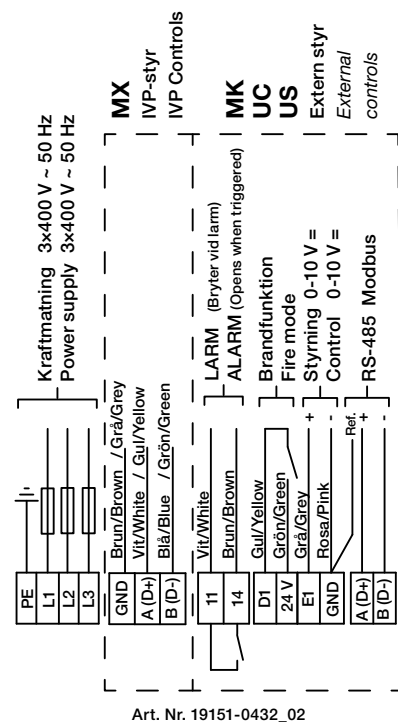 PE
L1
L2
L3
Kraftmatning 3x400 V ~ 50 Hz
Power supply 3x400 V ~ 50 Hz
GND
A (D+)
B (D-)
Brun/Brown / Grå/Grey
Vit/White / Gul/Yellow
Blå/Blue / Grön/Green
MX
IVP-styr
IVP Controls
11
14
Vit/White
Brun/Brown
LARM (Bryter vid larm)
ALARM (Opens when triggered)
MK
UC
US
Extern styr
External
controls
D1
24 V
E1
GND
A (D+)
B (D-)
Gul/Yellow
Grön/Green
Grå/Grey
Rosa/Pink
Brandfunktion
Fire mode
+
Styrning 0-10 V =
Control 0-10 V =
-
Ref.
+
RS-485 Modbus
-
Art. Nr. 19151-0432_02